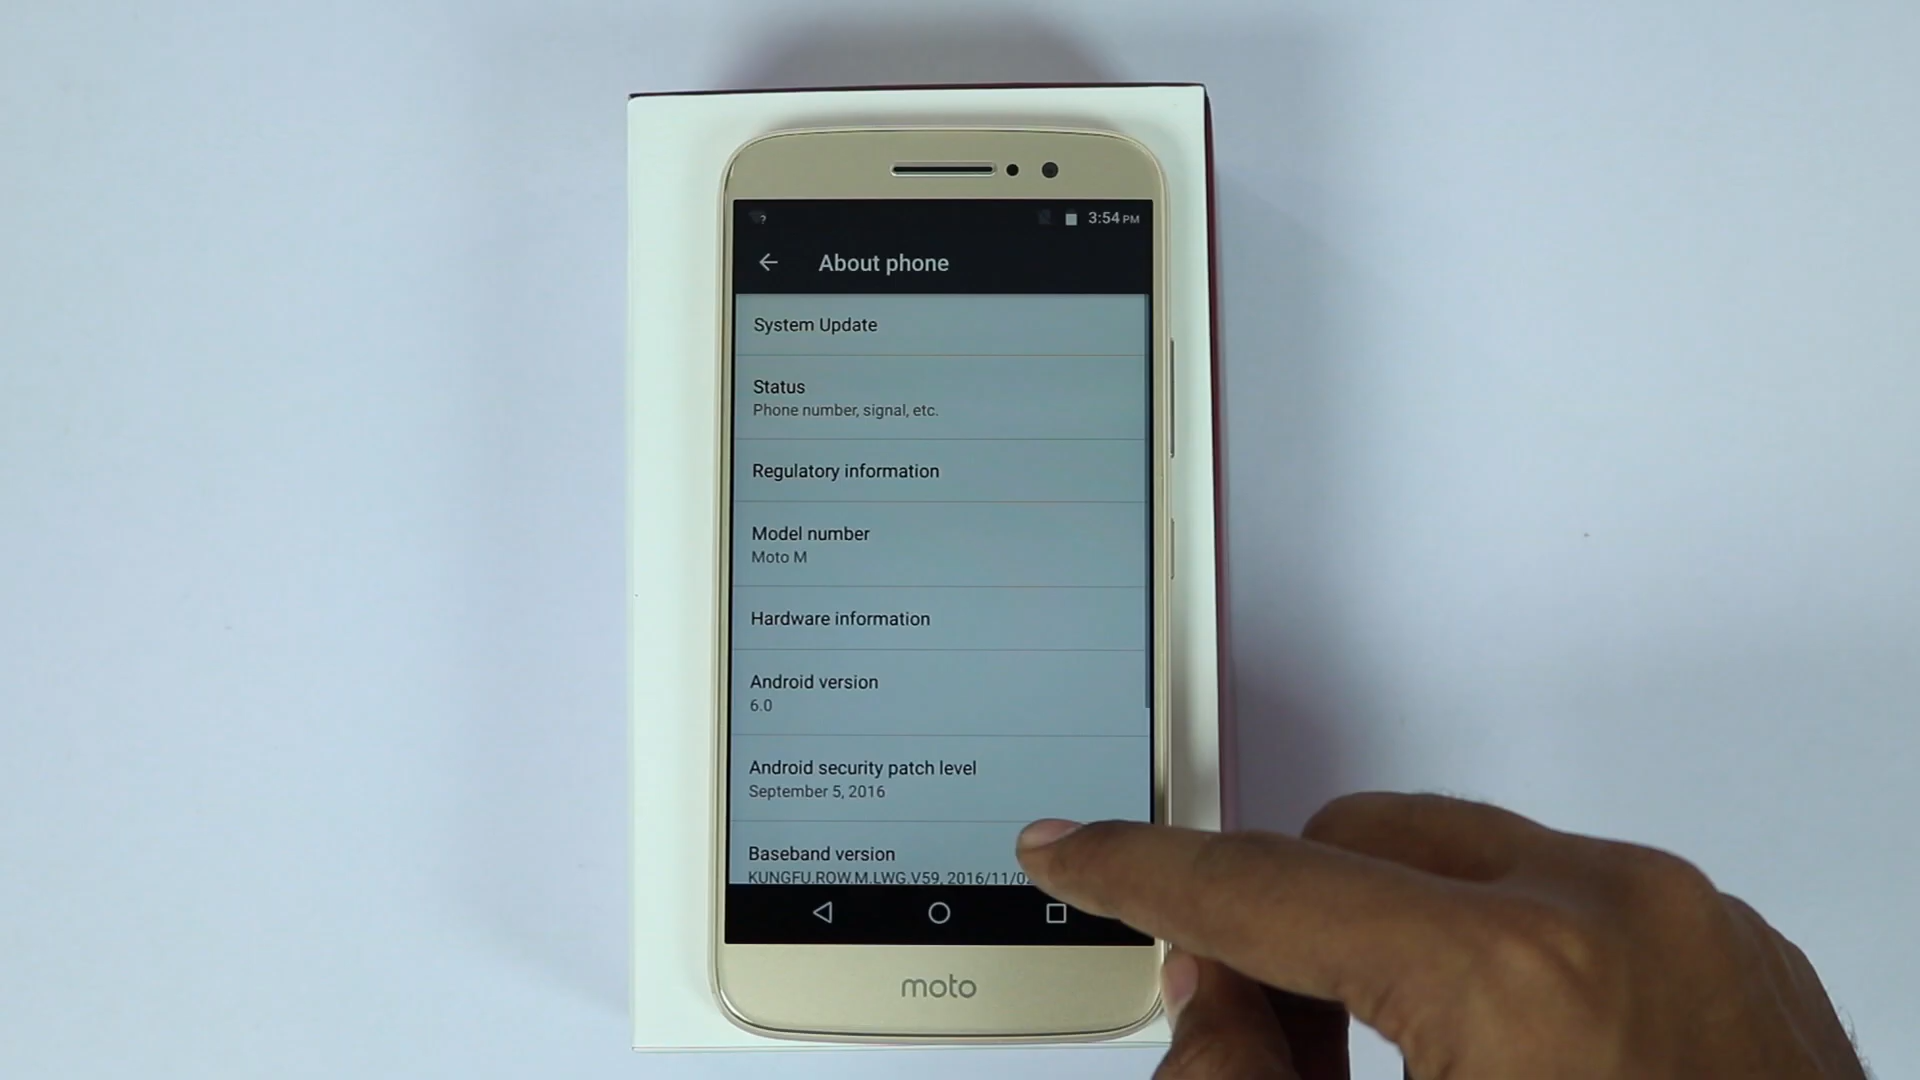 ?
3:54 PM
About phone
System Update
Status
Phone number, signal, etc.
Regulatory information
Model number
Moto M
Hardware information
Android version
6.0
Android security patch level
September 5, 2016
Baseband version
KUNGFU.ROW.M.LWG.V59, 2016/11/02
moto